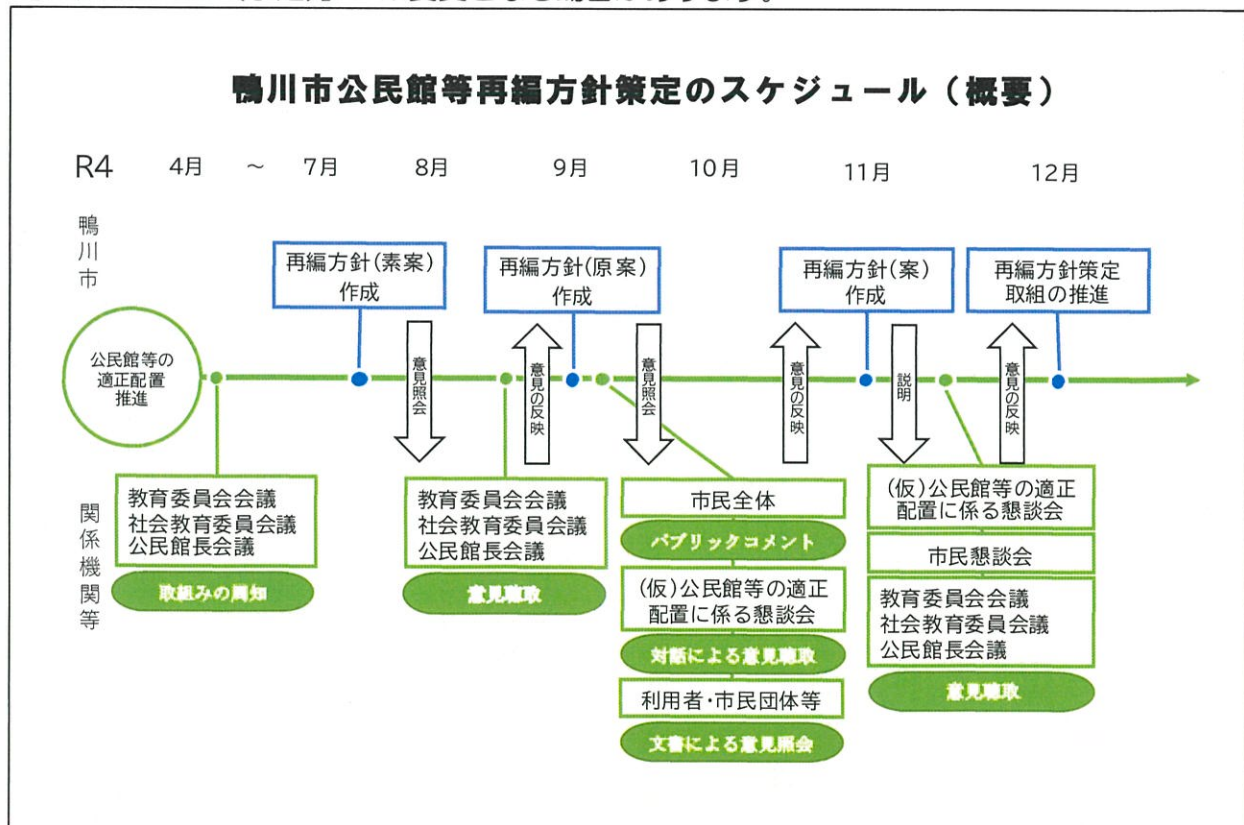 鴨川市公民館等再編方針策定のスケジュール（概要）
R4 4月 ～ 7月 8月 9月 10月 11月 12月
鴨川市
再編方針(素案)
作成
再編方針(原案)
作成
再編方針(案)
作成
再編方針策定
取組の推進
公民館等の
適正配置
推進
意見照会
意見の反映
意見照会
意見の反映
説明
意見の反映
関係機関等
教育委員会会議
社会教育委員会議
公民館長会議
取組みの周知
教育委員会会議
社会教育委員会議
公民館長会議
意見聴取
市民全体
パブリックコメント
(仮)公民館等の適正
配置に係る懇談会
対話による意見聴取
利用者・市民団体等
文書による意見照会
(仮)公民館等の適正
配置に係る懇談会
市民懇談会
教育委員会会議
社会教育委員会議
公民館長会議
意見聴取